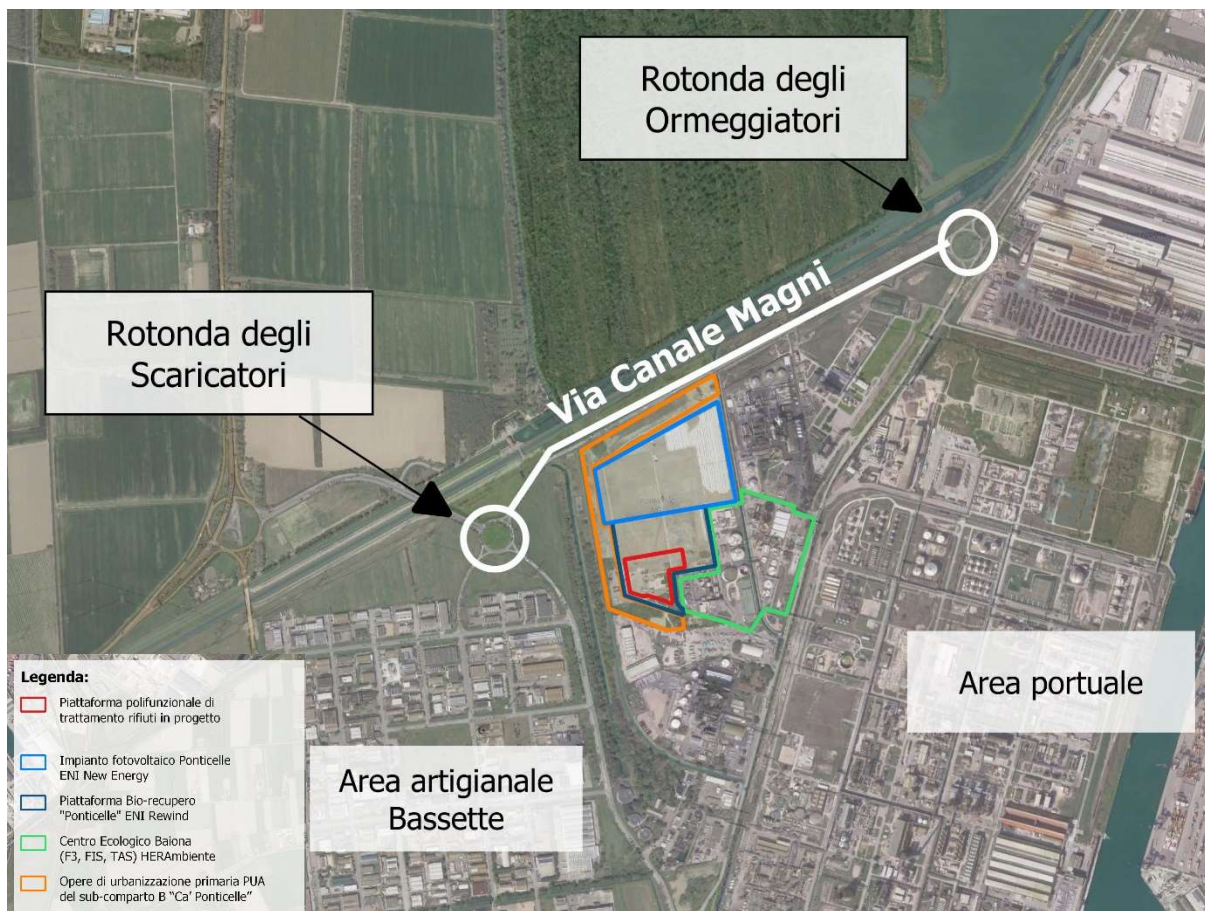 Rotonda degli
Ormeggiatori
Rotonda degli
Scaricatori
Via Canale Magni
Legenda:
Piattaforma polifunzionale di
trattamento rifiuti in progetto
Impianto fotovoltaico Ponticelle
ENI New Energy
Piattaforma Bio-recupero
"Ponticelle" ENI Rewind
Centro Ecologico Baiona
(F3, FIS, TAS) HERAmbiente
Opere di urbanizzazione primaria PUA
del sub-comparto B "Ca' Ponticelle"
Area artigianale
Bassette
Area portuale